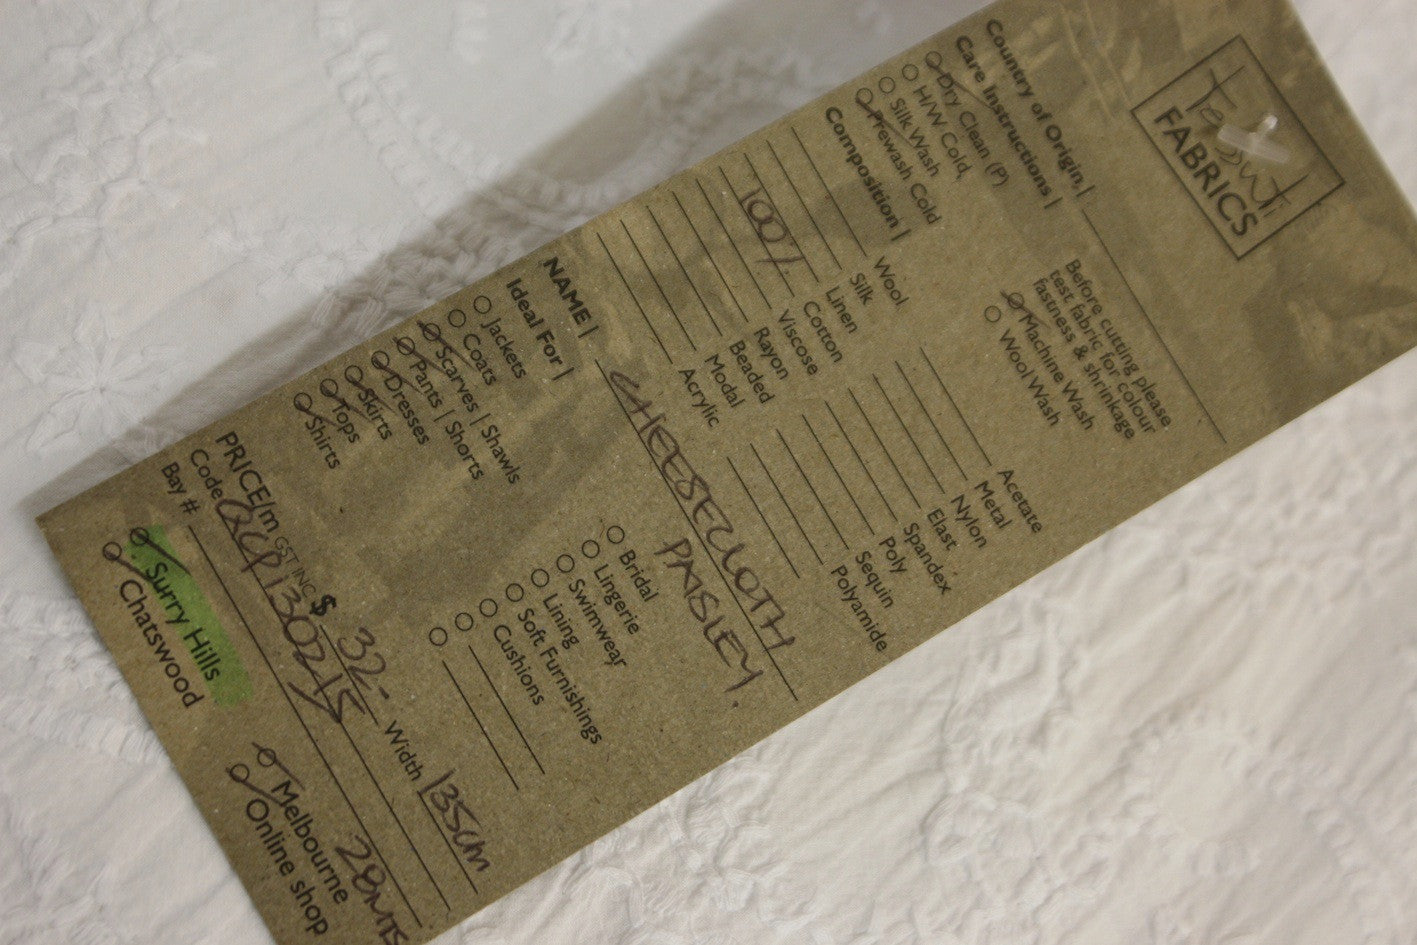 Tessuti
FABRICS
Country of Origin |
Care Instructions |
Dry Clean (P)
H/W Cold
Silk Wash
Prewash Cold
Before cutting please
test fabric for colour
fastness & shrinkage
Machine Wash
Wool Wash
Composition |
Wool
Silk
Linen
100% Cotton
Viscose
Rayon
Beaded
Modal
Acrylic
Acetate
Metal
Nylon
Elast
Spandex
Poly
Sequin
Polyamide
NAME | CHEESECLOTH
PAISLEY
Ideal For |
Jackets
Coats
Scarves | Shawls
Pants | Shorts
Dresses
Skirts
Tops
Shirts
Bridal
Lingerie
Swimwear
Lining
Soft Furnishings
Cushions
PRICE/m GST INC $ 32- Width 135cm
Code
Bay # 28MTS
Surry Hills
Chatswood
Melbourne
Online shop